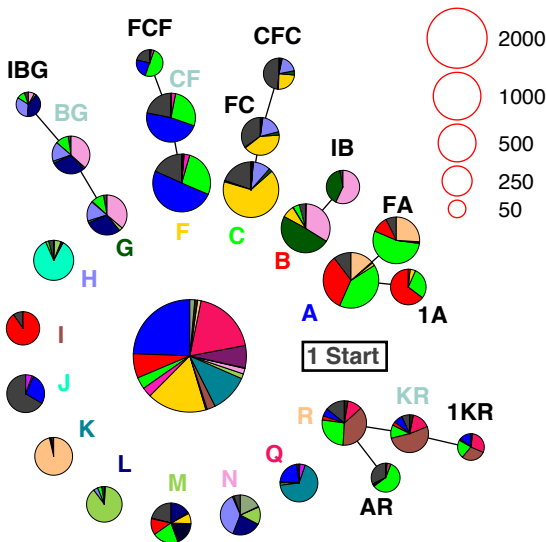 FCF
CFC
2000
IBG
CF
BG
FC
1000
IB
500
FA
250
50
G
F
C
B
H
A
1A
I
1 Start
J
KR
1KR
R
K
Q
L
M
N
AR